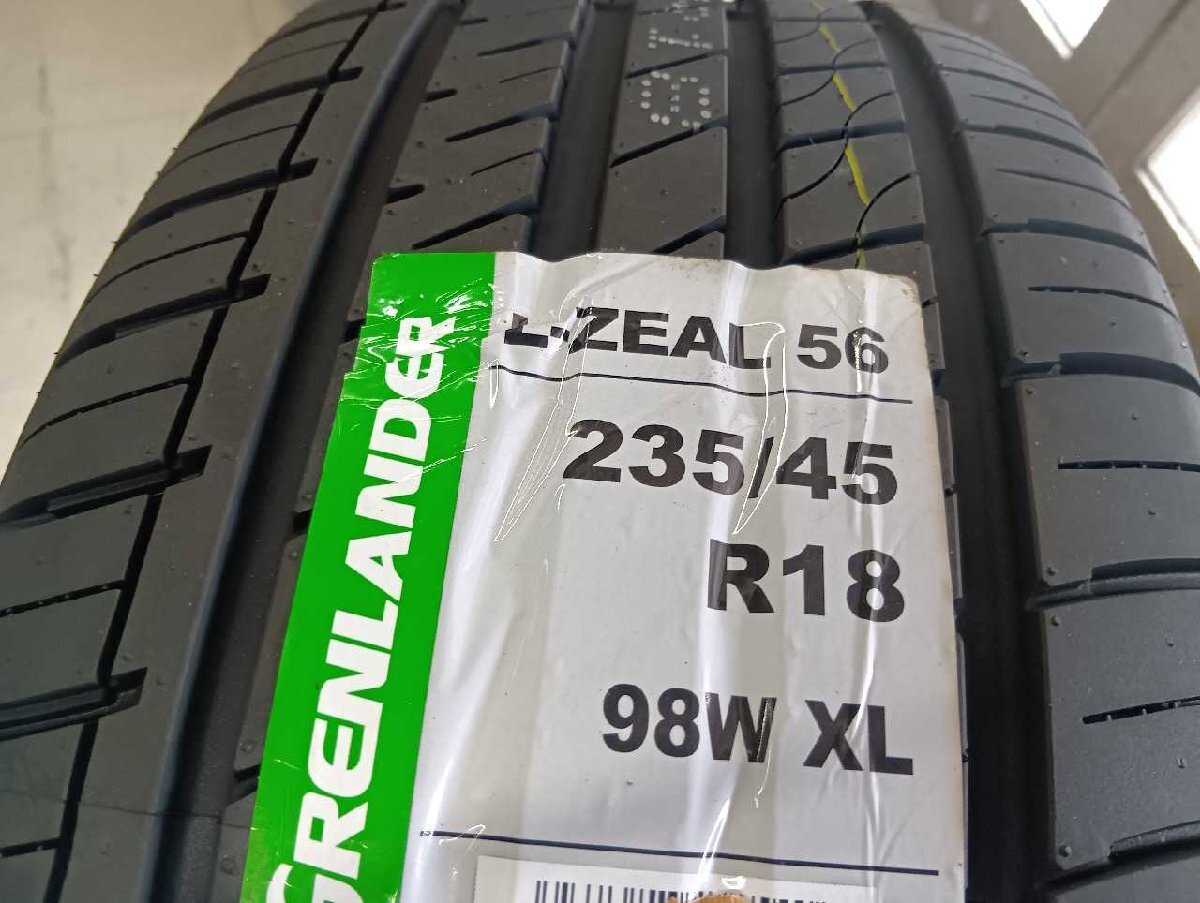 GRENLANDER
L-ZEAL 56
235/45
R18
98W XL